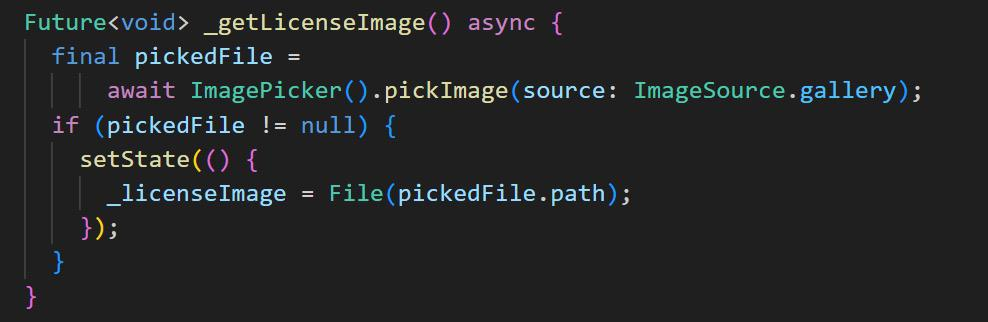 Future<void> _getLicenseImage() async {
  final pickedFile =
      await ImagePicker().pickImage(source: ImageSource.gallery);
  if (pickedFile != null) {
    setState(() {
      _licenseImage = File(pickedFile.path);
    });
  }
}